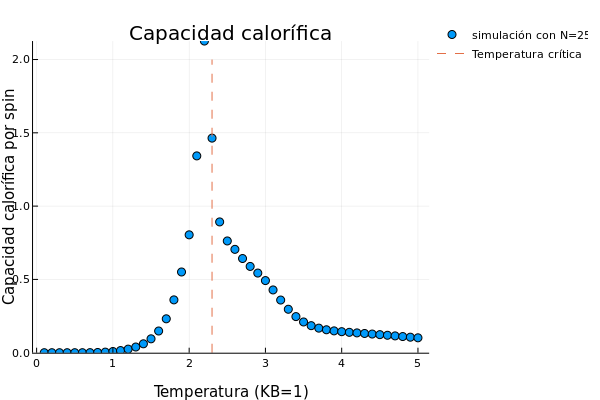 Capacidad calorífica
simulación con N=25
Temperatura crítica
Capacidad calorífica por spin
2.0
1.5
1.0
0.5
0.0
0
1
2
3
4
5
Temperatura (KB=1)